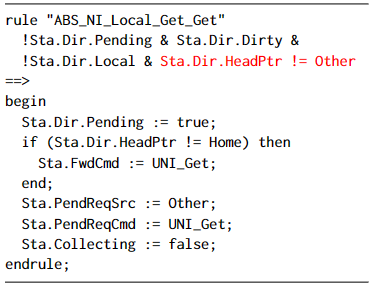 rule "ABS_NI_Local_Get_Get"
!Sta.Dir.Pending & Sta.Dir.Dirty &
!Sta.Dir.Local & Sta.Dir.HeadPtr != Other
==>
begin
Sta.Dir.Pending := true;
if (Sta.Dir.HeadPtr != Home) then
Sta.FwdCmd := UNI_Get;
end;
Sta.PendReqSrc := Other;
Sta.PendReqCmd := UNI_Get;
Sta.Collecting := false;
endrule;